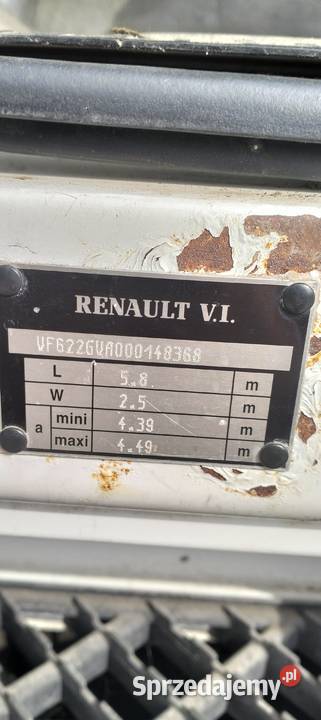 RENAULT V.I.
VF622GVA000148368
L 5.8 m
W 2.5 m
a mini 4.39 m
maxi 4.49 m
Sprzedajemy.pl